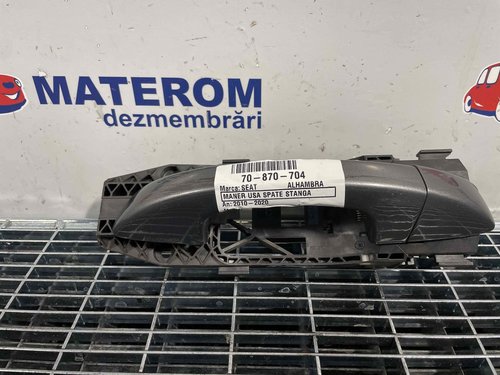 MATEROM
dezmembrări
70-870-704
Marca: SEAT ALHAMBRA
MANER USA SPATE STANGA
An: 2010-2020